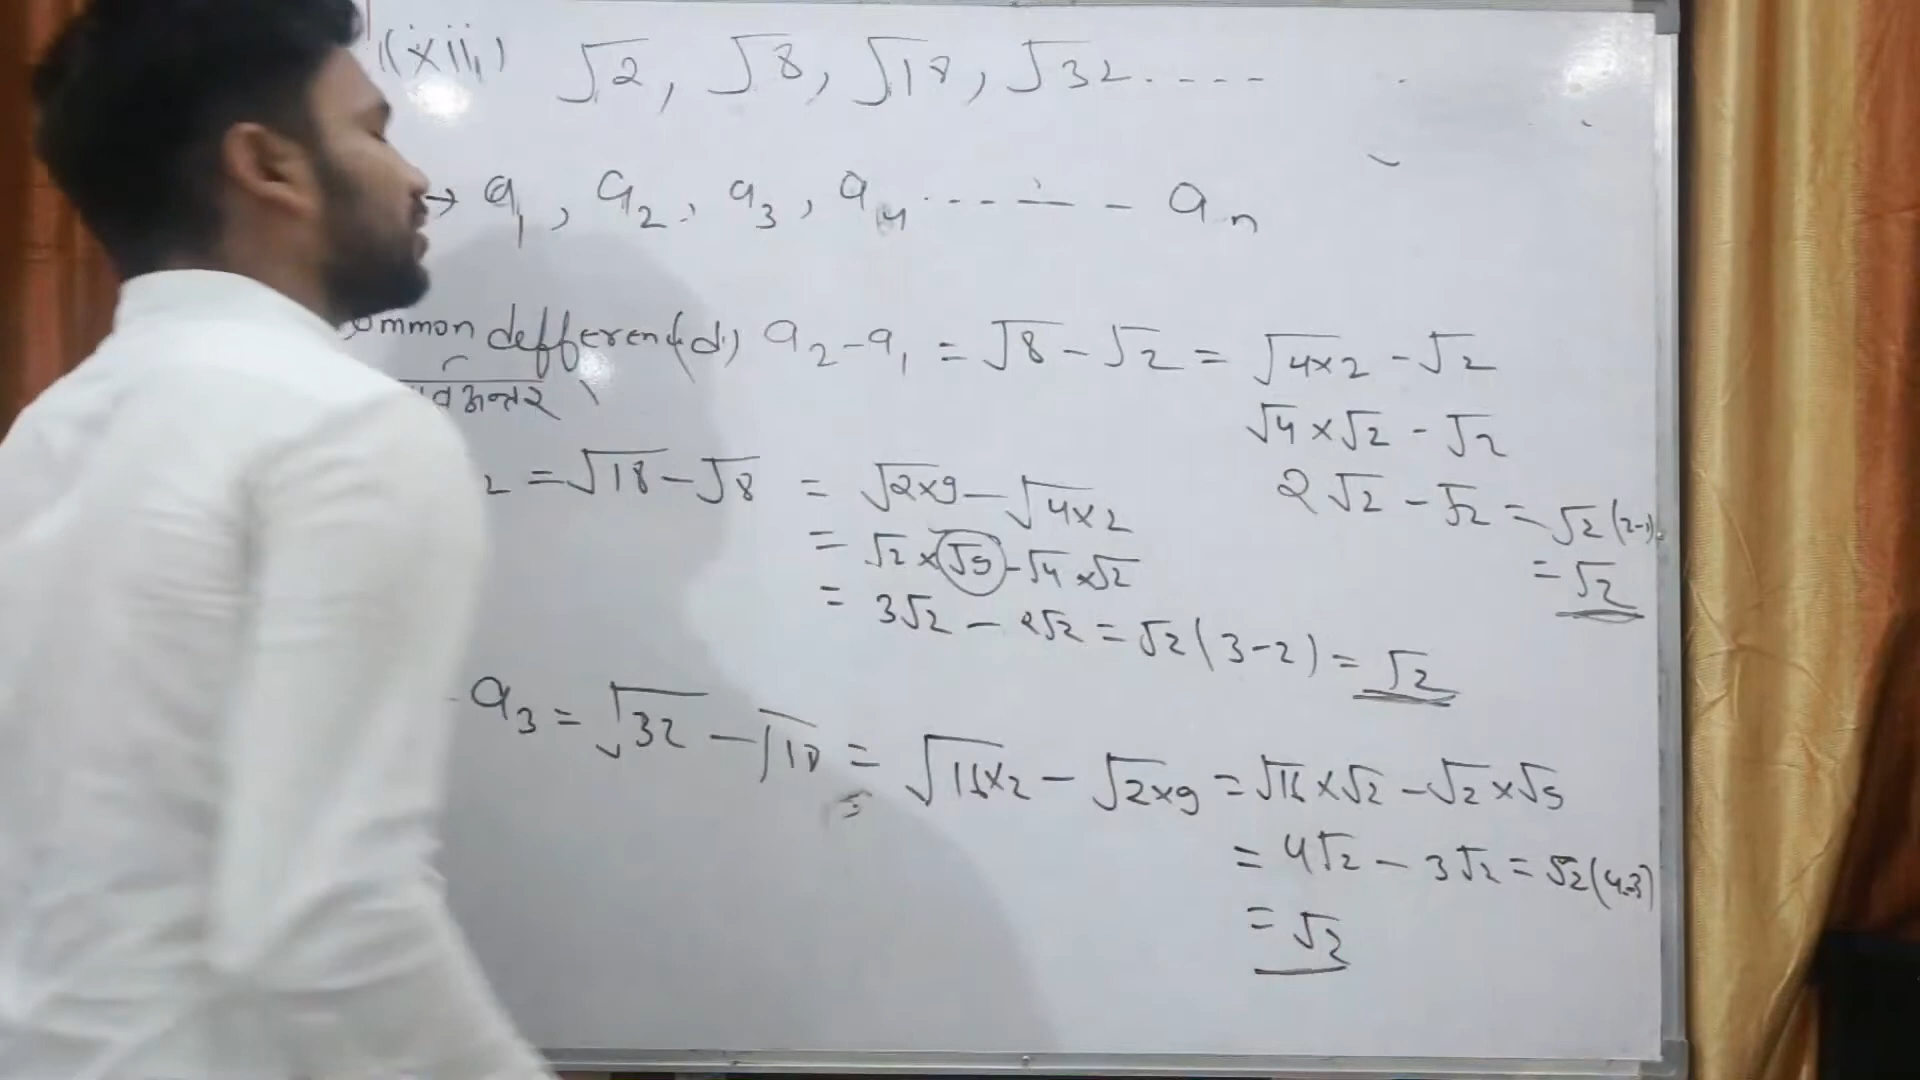 (xii) √2, √8, √18, √32 ....
→ a₁, a₂, a₃, a₄ ........ aₙ
ommon defferen(d) a₂-a₁ = √8 - √2 = √4×2 - √2
व अन्तर
√4 × √2 - √2
2√2 - √2 = √2 (2-1)
= √2
2 = √18 - √8 = √2×9 - √4×2
= √2 × √9 - √4 × √2
= 3√2 - 2√2 = √2 (3-2) = √2
- a₃ = √32 - √18 = √16×2 - √2×9 = √16 × √2 - √2 × √9
= 4√2 - 3√2 = √2 (4-3)
= √2